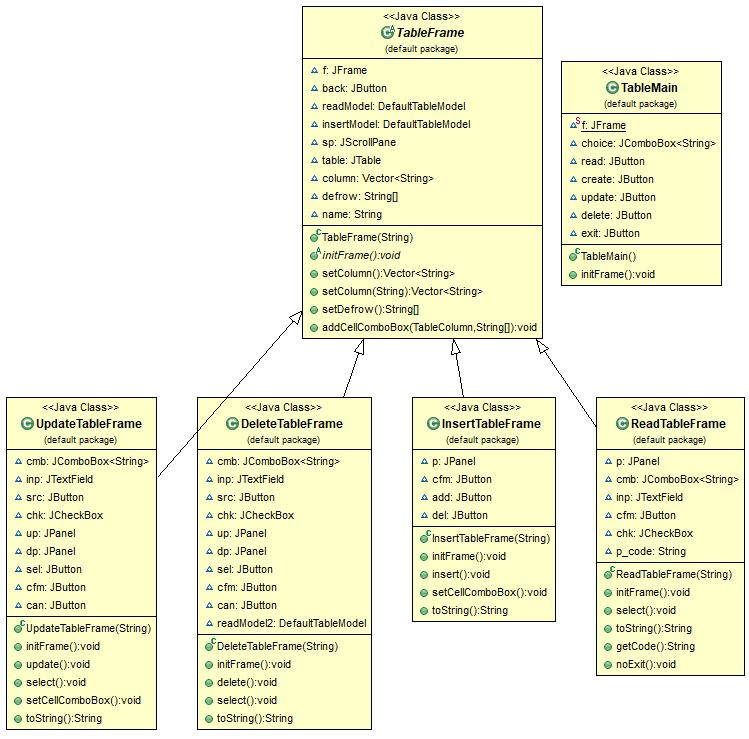 <<Java Class>>
TableFrame
(default package)
f: JFrame
back: JButton
readModel: DefaultTableModel
insertModel: DefaultTableModel
sp: JScrollPane
table: JTable
column: Vector<String>
defrow: String[]
name: String
TableFrame(String)
initFrame():void
setColumn():Vector<String>
setColumn(String):Vector<String>
setDefrow():String[]
addCellComboBox(TableColumn,String[]):void
<<Java Class>>
TableMain
(default package)
f: JFrame
choice: JComboBox<String>
read: JButton
create: JButton
update: JButton
delete: JButton
exit: JButton
TableMain()
initFrame():void
<<Java Class>>
UpdateTableFrame
(default package)
cmb: JComboBox<String>
inp: JTextField
src: JButton
chk: JCheckBox
up: JPanel
dp: JPanel
sel: JButton
cfm: JButton
can: JButton
UpdateTableFrame(String)
initFrame():void
update():void
select():void
setCellComboBox():void
toString():String
<<Java Class>>
DeleteTableFrame
(default package)
cmb: JComboBox<String>
inp: JTextField
src: JButton
chk: JCheckBox
up: JPanel
dp: JPanel
sel: JButton
cfm: JButton
can: JButton
readModel2: DefaultTableModel
DeleteTableFrame(String)
initFrame():void
delete():void
select():void
toString():String
<<Java Class>>
InsertTableFrame
(default package)
p: JPanel
cfm: JButton
add: JButton
del: JButton
InsertTableFrame(String)
initFrame():void
insert():void
setCellComboBox():void
toString():String
<<Java Class>>
ReadTableFrame
(default package)
p: JPanel
cmb: JComboBox<String>
inp: JTextField
cfm: JButton
chk: JCheckBox
p_code: String
ReadTableFrame(String)
initFrame():void
select():void
toString():String
getCode():String
noExit():void